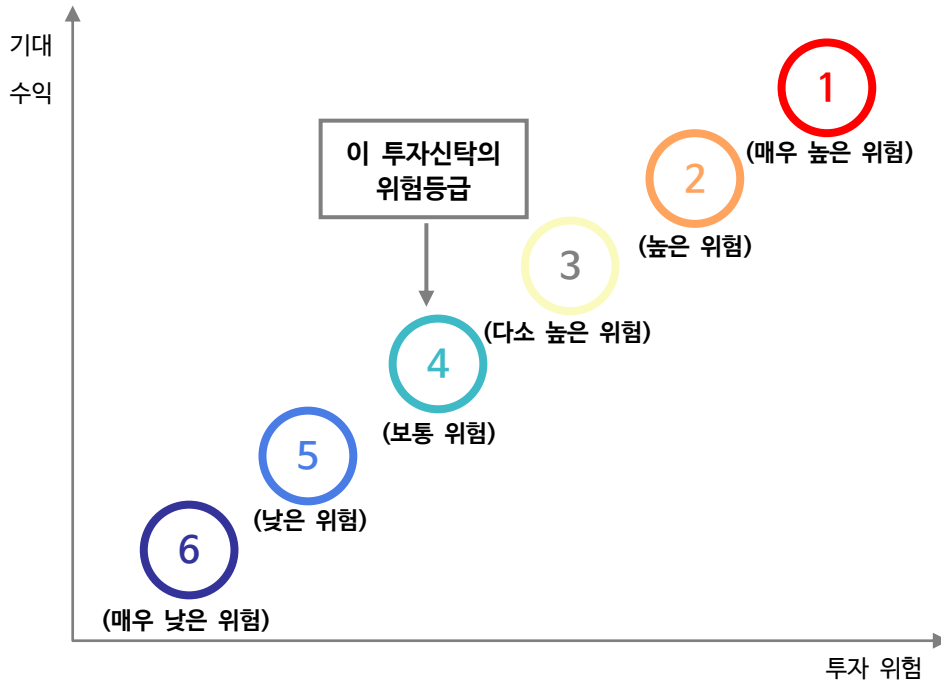 기대
수익
1
(매우 높은 위험)
이 투자신탁의
위험등급
2
(높은 위험)
3
(다소 높은 위험)
4
(보통 위험)
5
(낮은 위험)
6
(매우 낮은 위험)
투자 위험